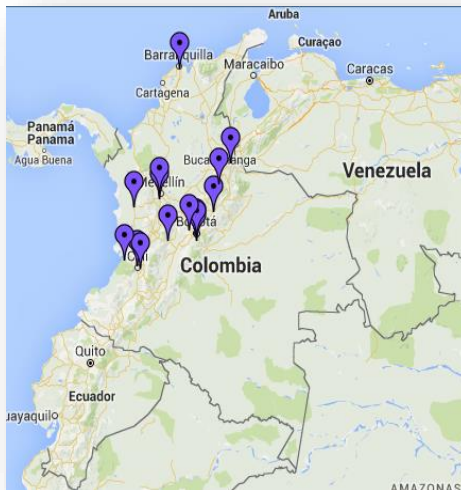 Aruba
Curaçao
Barranquilla
Maracaibo
Caracas
Cartagena
Panamá
Panama
Agua Buena
Bucaramanga
Venezuela
Medellín
Bogotá
Cali
Colombia
Quito
Ecuador
uayaquil
AMAZONAS